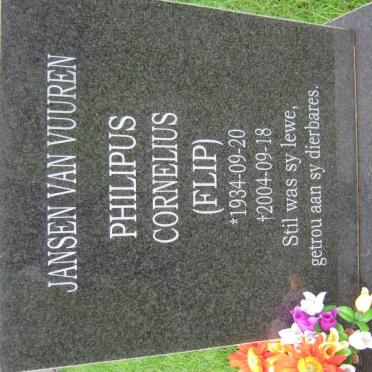 JANSEN VAN VUUREN
PHILIPUS
CORNELIUS
(FLIP)
*1934-09-20
†2004-09-18
Stil was sy lewe,
getrou aan sy dierbares.